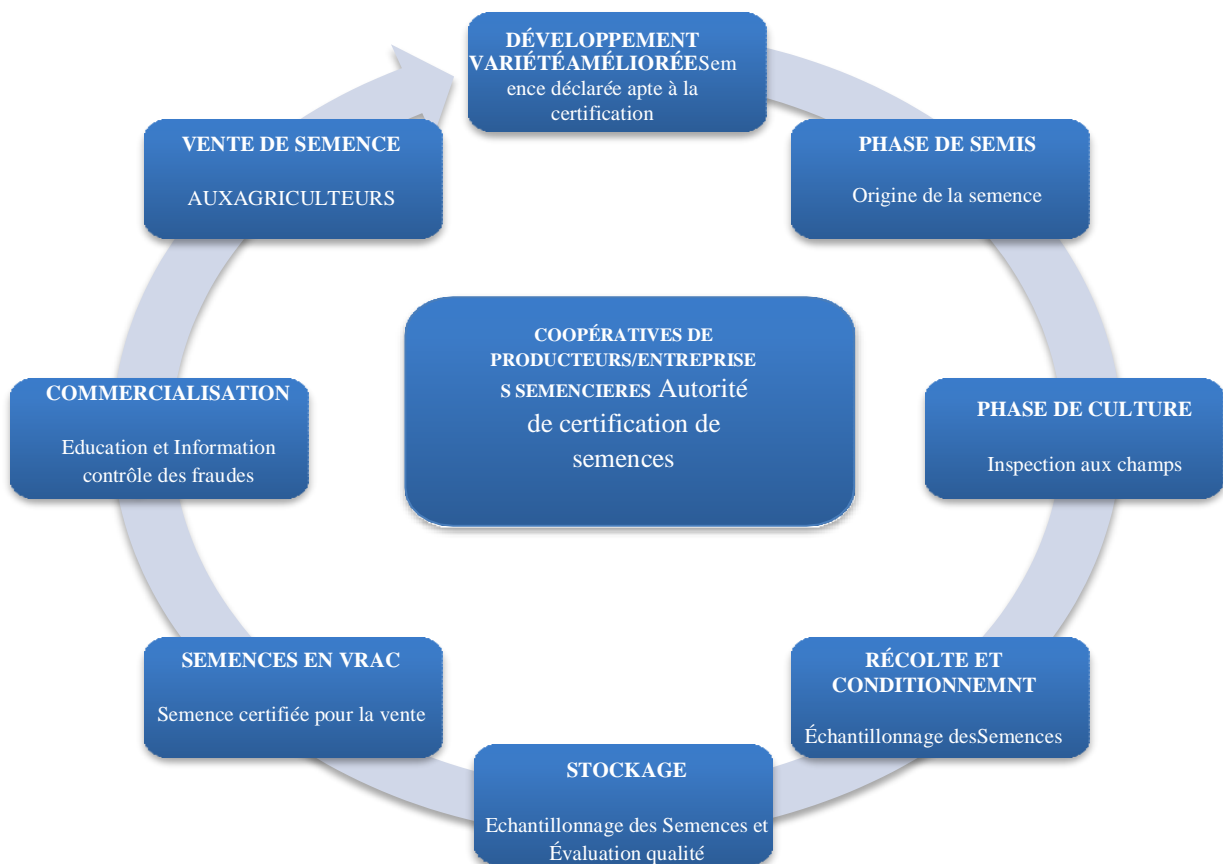 DÉVELOPPEMENT
VARIÉTÉAMÉLIORÉESem
ence déclarée apte à la
certification
PHASE DE SEMIS
Origine de la semence
PHASE DE CULTURE
Inspection aux champs
RÉCOLTE ET
CONDITIONNEMNT
Échantillonnage desSemences
STOCKAGE
Echantillonnage des Semences et
Évaluation qualité
SEMENCES EN VRAC
Semence certifiée pour la vente
COMMERCIALISATION
Education et Information
contrôle des fraudes
VENTE DE SEMENCE
AUXAGRICULTEURS
COOPÉRATIVES DE
PRODUCTEURS/ENTREPRISE
S SEMENCIERES Autorité
de certification de
semences